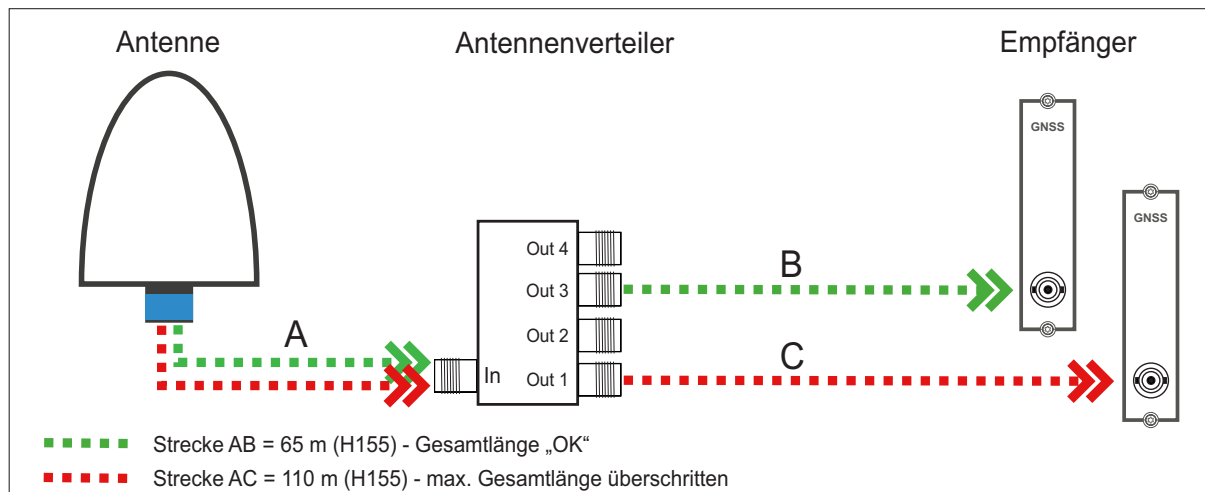 Antenne
Antennenverteiler
Empfänger
GNSS
GNSS
Out 4
Out 3
Out 2
Out 1
In
A
B
C
Strecke AB = 65 m (H155) - Gesamtlänge „OK“
Strecke AC = 110 m (H155) - max. Gesamtlänge überschritten